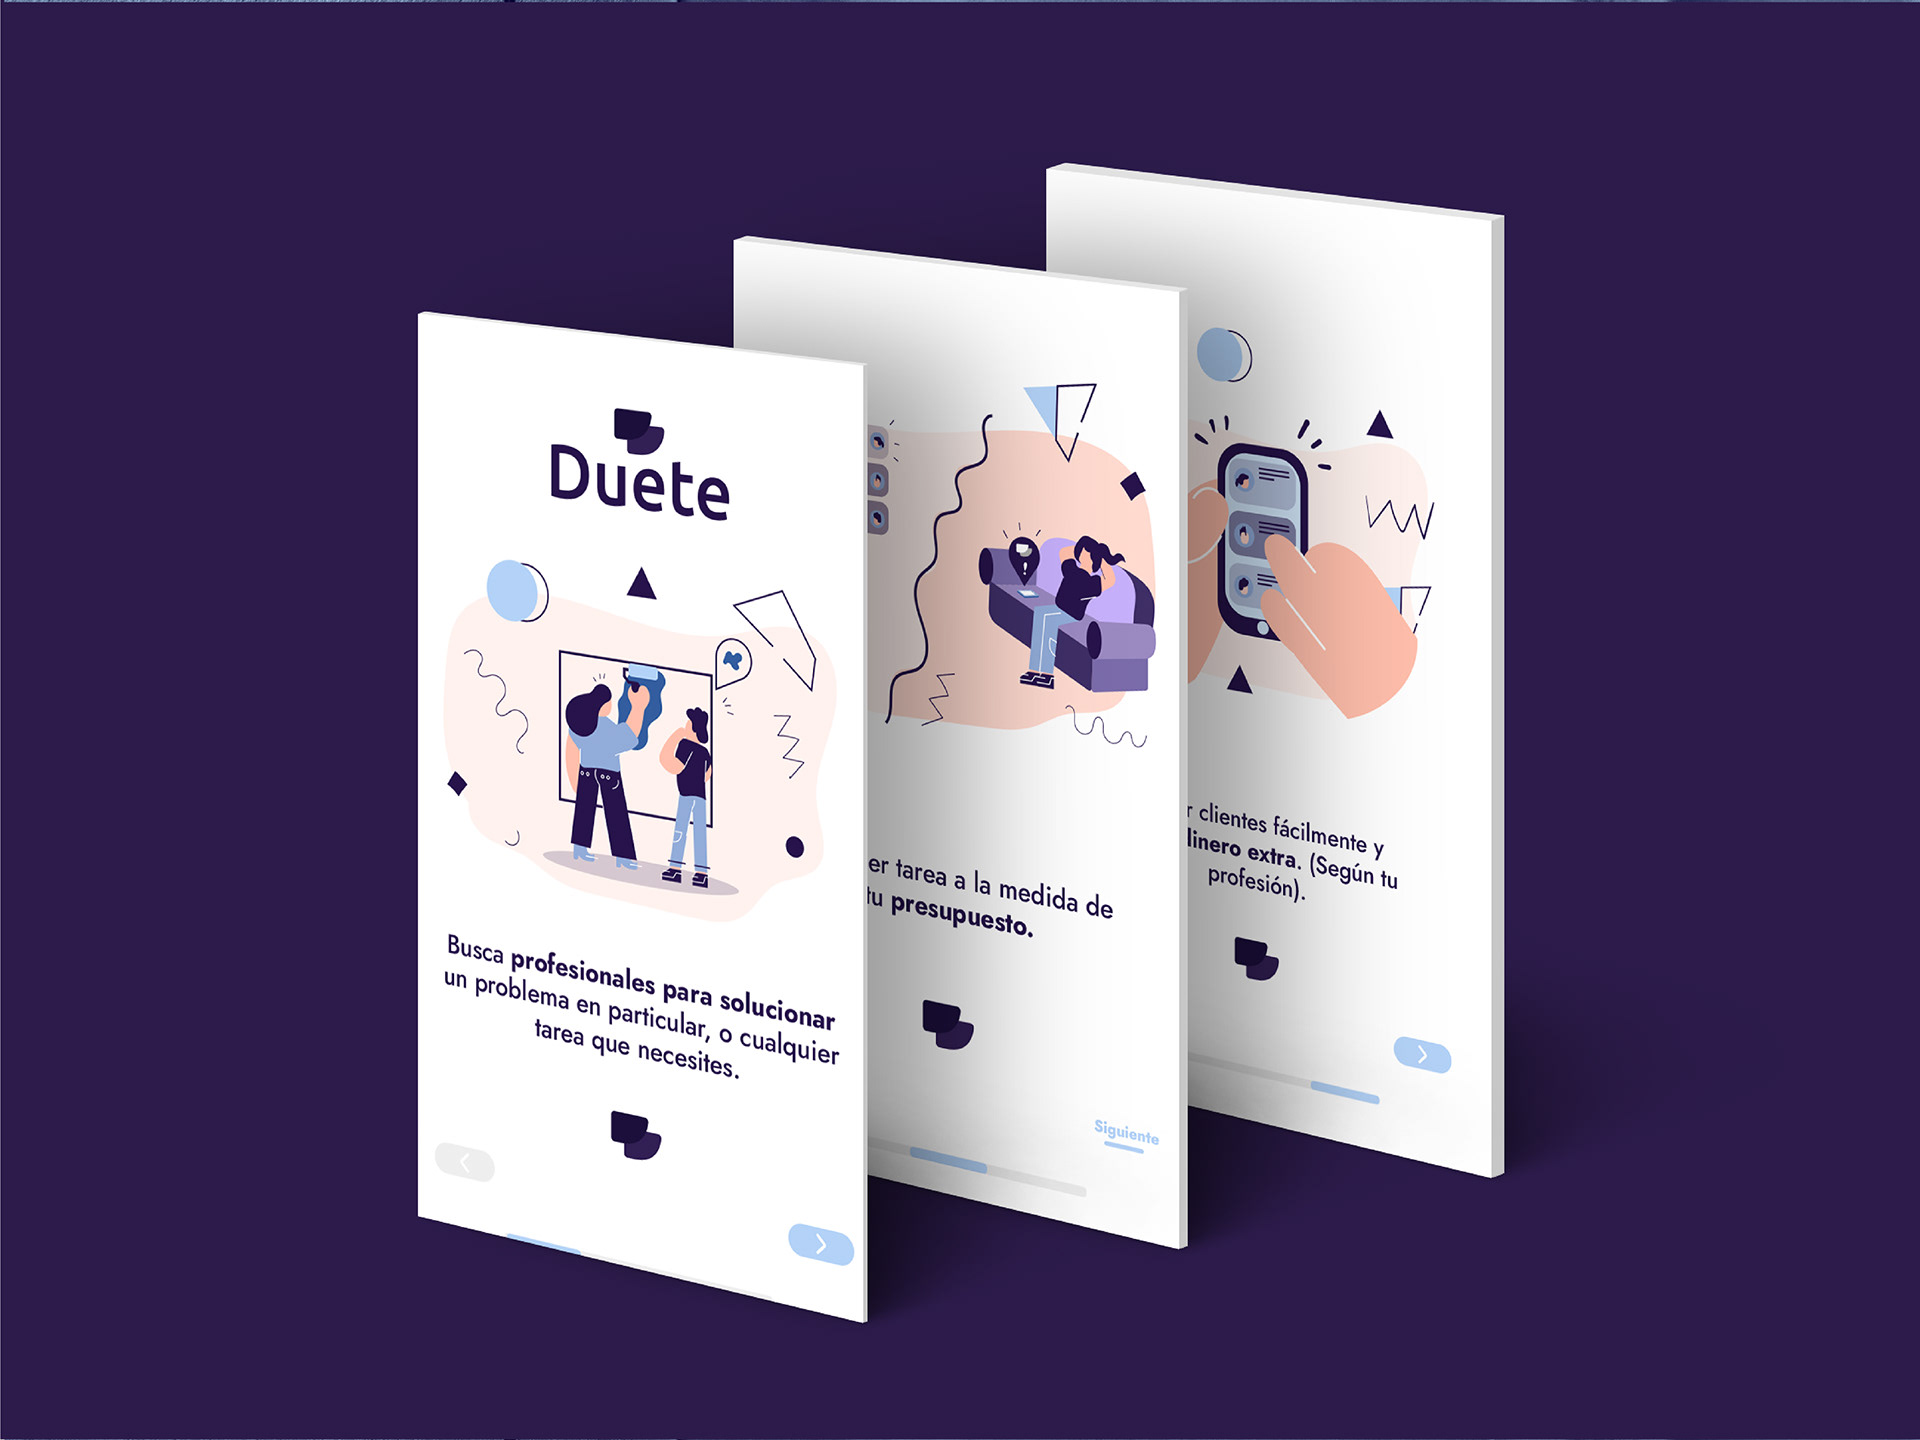 Duete
Busca profesionales para solucionar
un problema en particular, o cualquier
tarea que necesites.
er tarea a la medida de
tu presupuesto.
Siguiente
r clientes fácilmente y
dinero extra. (Según tu
profesión).